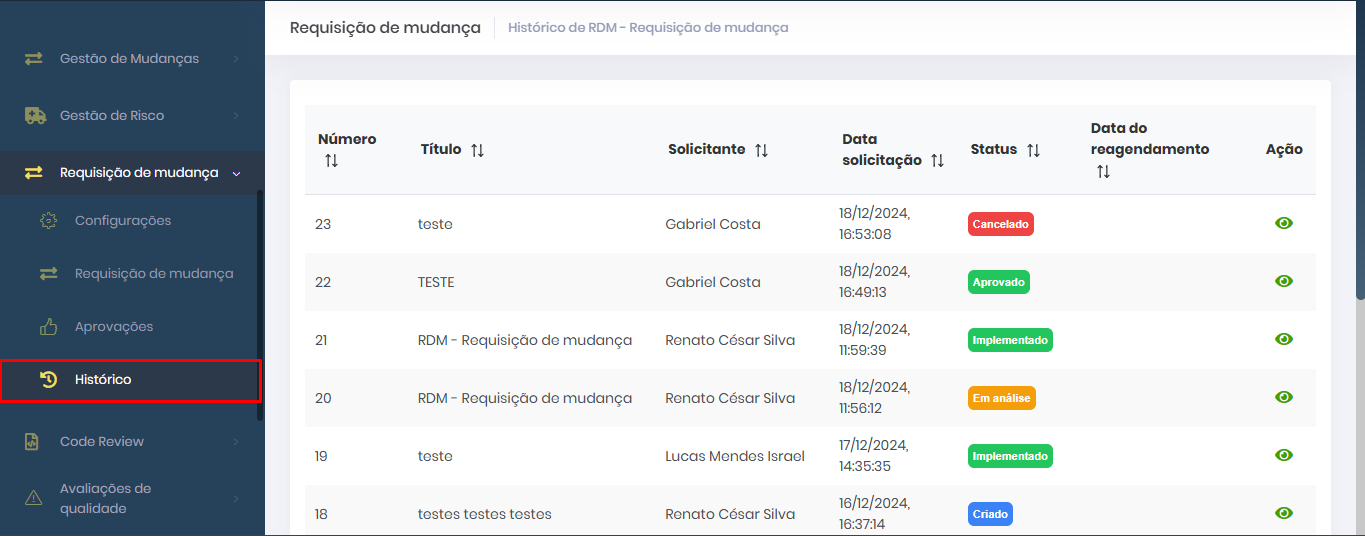 Gestão de Mudanças
Gestão de Risco
Requisição de mudança
Configurações
Requisição de mudança
Aprovações
Histórico
Code Review
Avaliações de
qualidade
Requisição de mudança Histórico de RDM - Requisição de mudança
Número Título Solicitante Data solicitação Status Data do reagendamento Ação
23 teste Gabriel Costa 18/12/2024, 16:53:08 Cancelado
22 TESTE Gabriel Costa 18/12/2024, 16:49:13 Aprovado
21 RDM - Requisição de mudança Renato César Silva 18/12/2024, 11:59:39 Implementado
20 RDM - Requisição de mudança Renato César Silva 18/12/2024, 11:56:12 Em análise
19 teste Lucas Mendes Israel 17/12/2024, 14:35:35 Implementado
18 testes testes testes Renato César Silva 16/12/2024, 16:37:14 Criado